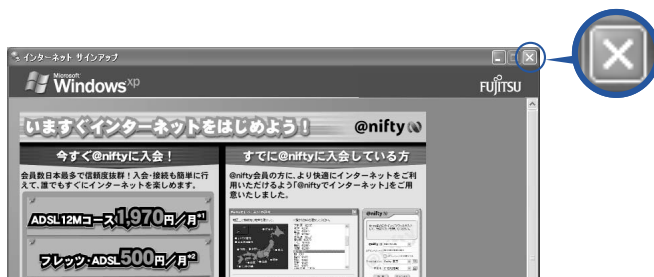 インターネット サインアップ
Microsoft
Windows xp
FUJITSU
いますぐインターネットをはじめよう!
@nifty
今すぐ@niftyに入会!
すでに@niftyに入会している方
会員数日本最多で信頼度抜群!入会・接続も簡単に行
えて、誰でもすぐにインターネットを楽しめます。
@nifty会員の方に、より快適にインターネットをご利
用いただけるよう「@niftyでインターネット」をご用
意いたしました。
ADSL12Mコース1,970円/月*1
フレッツ・ADSL500円/月*2
@nifty